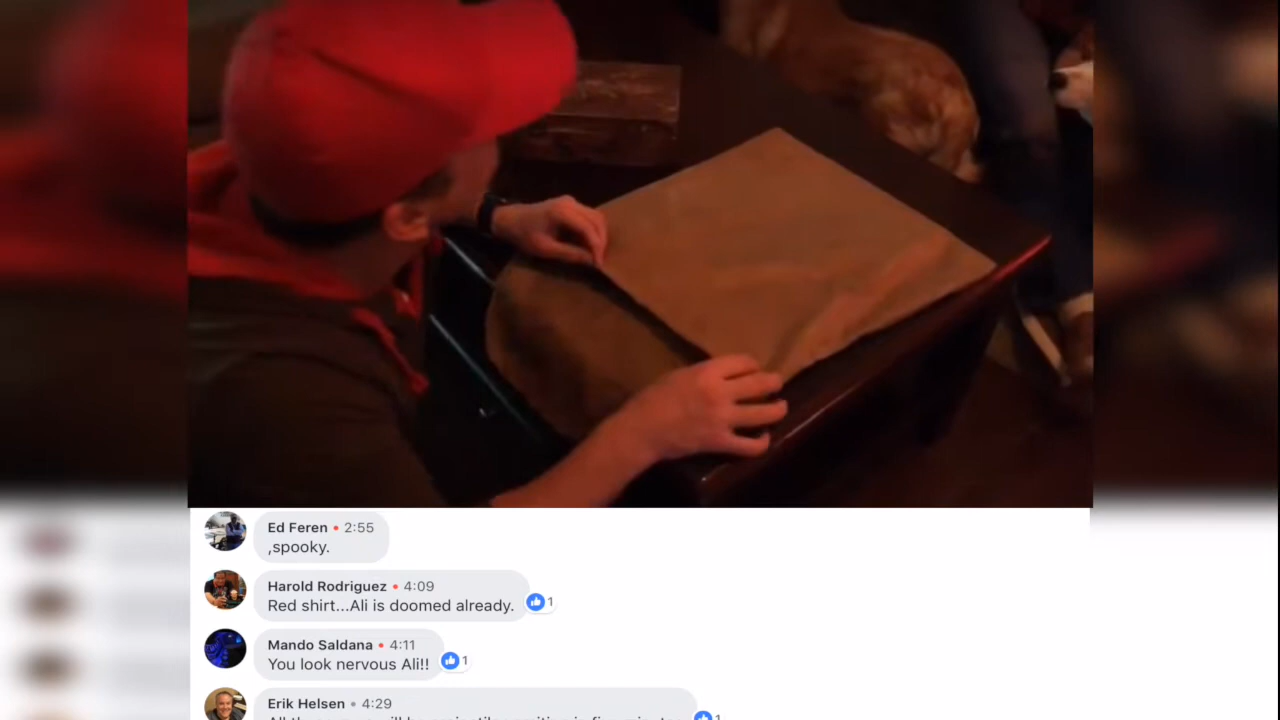 Ed Feren • 2:55
,spooky.
Harold Rodriguez • 4:09
Red shirt...Ali is doomed already.
1
Mando Saldana • 4:11
You look nervous Ali!!
1
Erik Helsen • 4:29
1